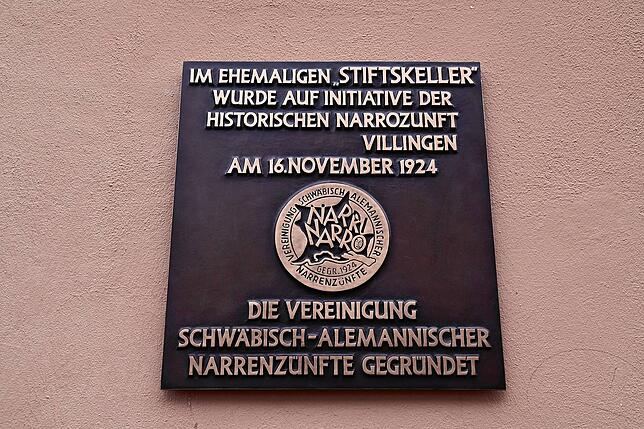 IM EHEMALIGEN „STIFTSKELLER"
WURDE AUF INITIATIVE DER
HISTORISCHEN NARROZUNFT
VILLINGEN
AM 16.NOVEMBER 1924
VEREINIGUNG SCHWÄBISCH-ALEMANNISCHER
NARRI
NARRO
GEGR. 1924
NARRENZÜNFTE
DIE VEREINIGUNG
SCHWÄBISCH-ALEMANNISCHER
NARRENZÜNFTE GEGRÜNDET